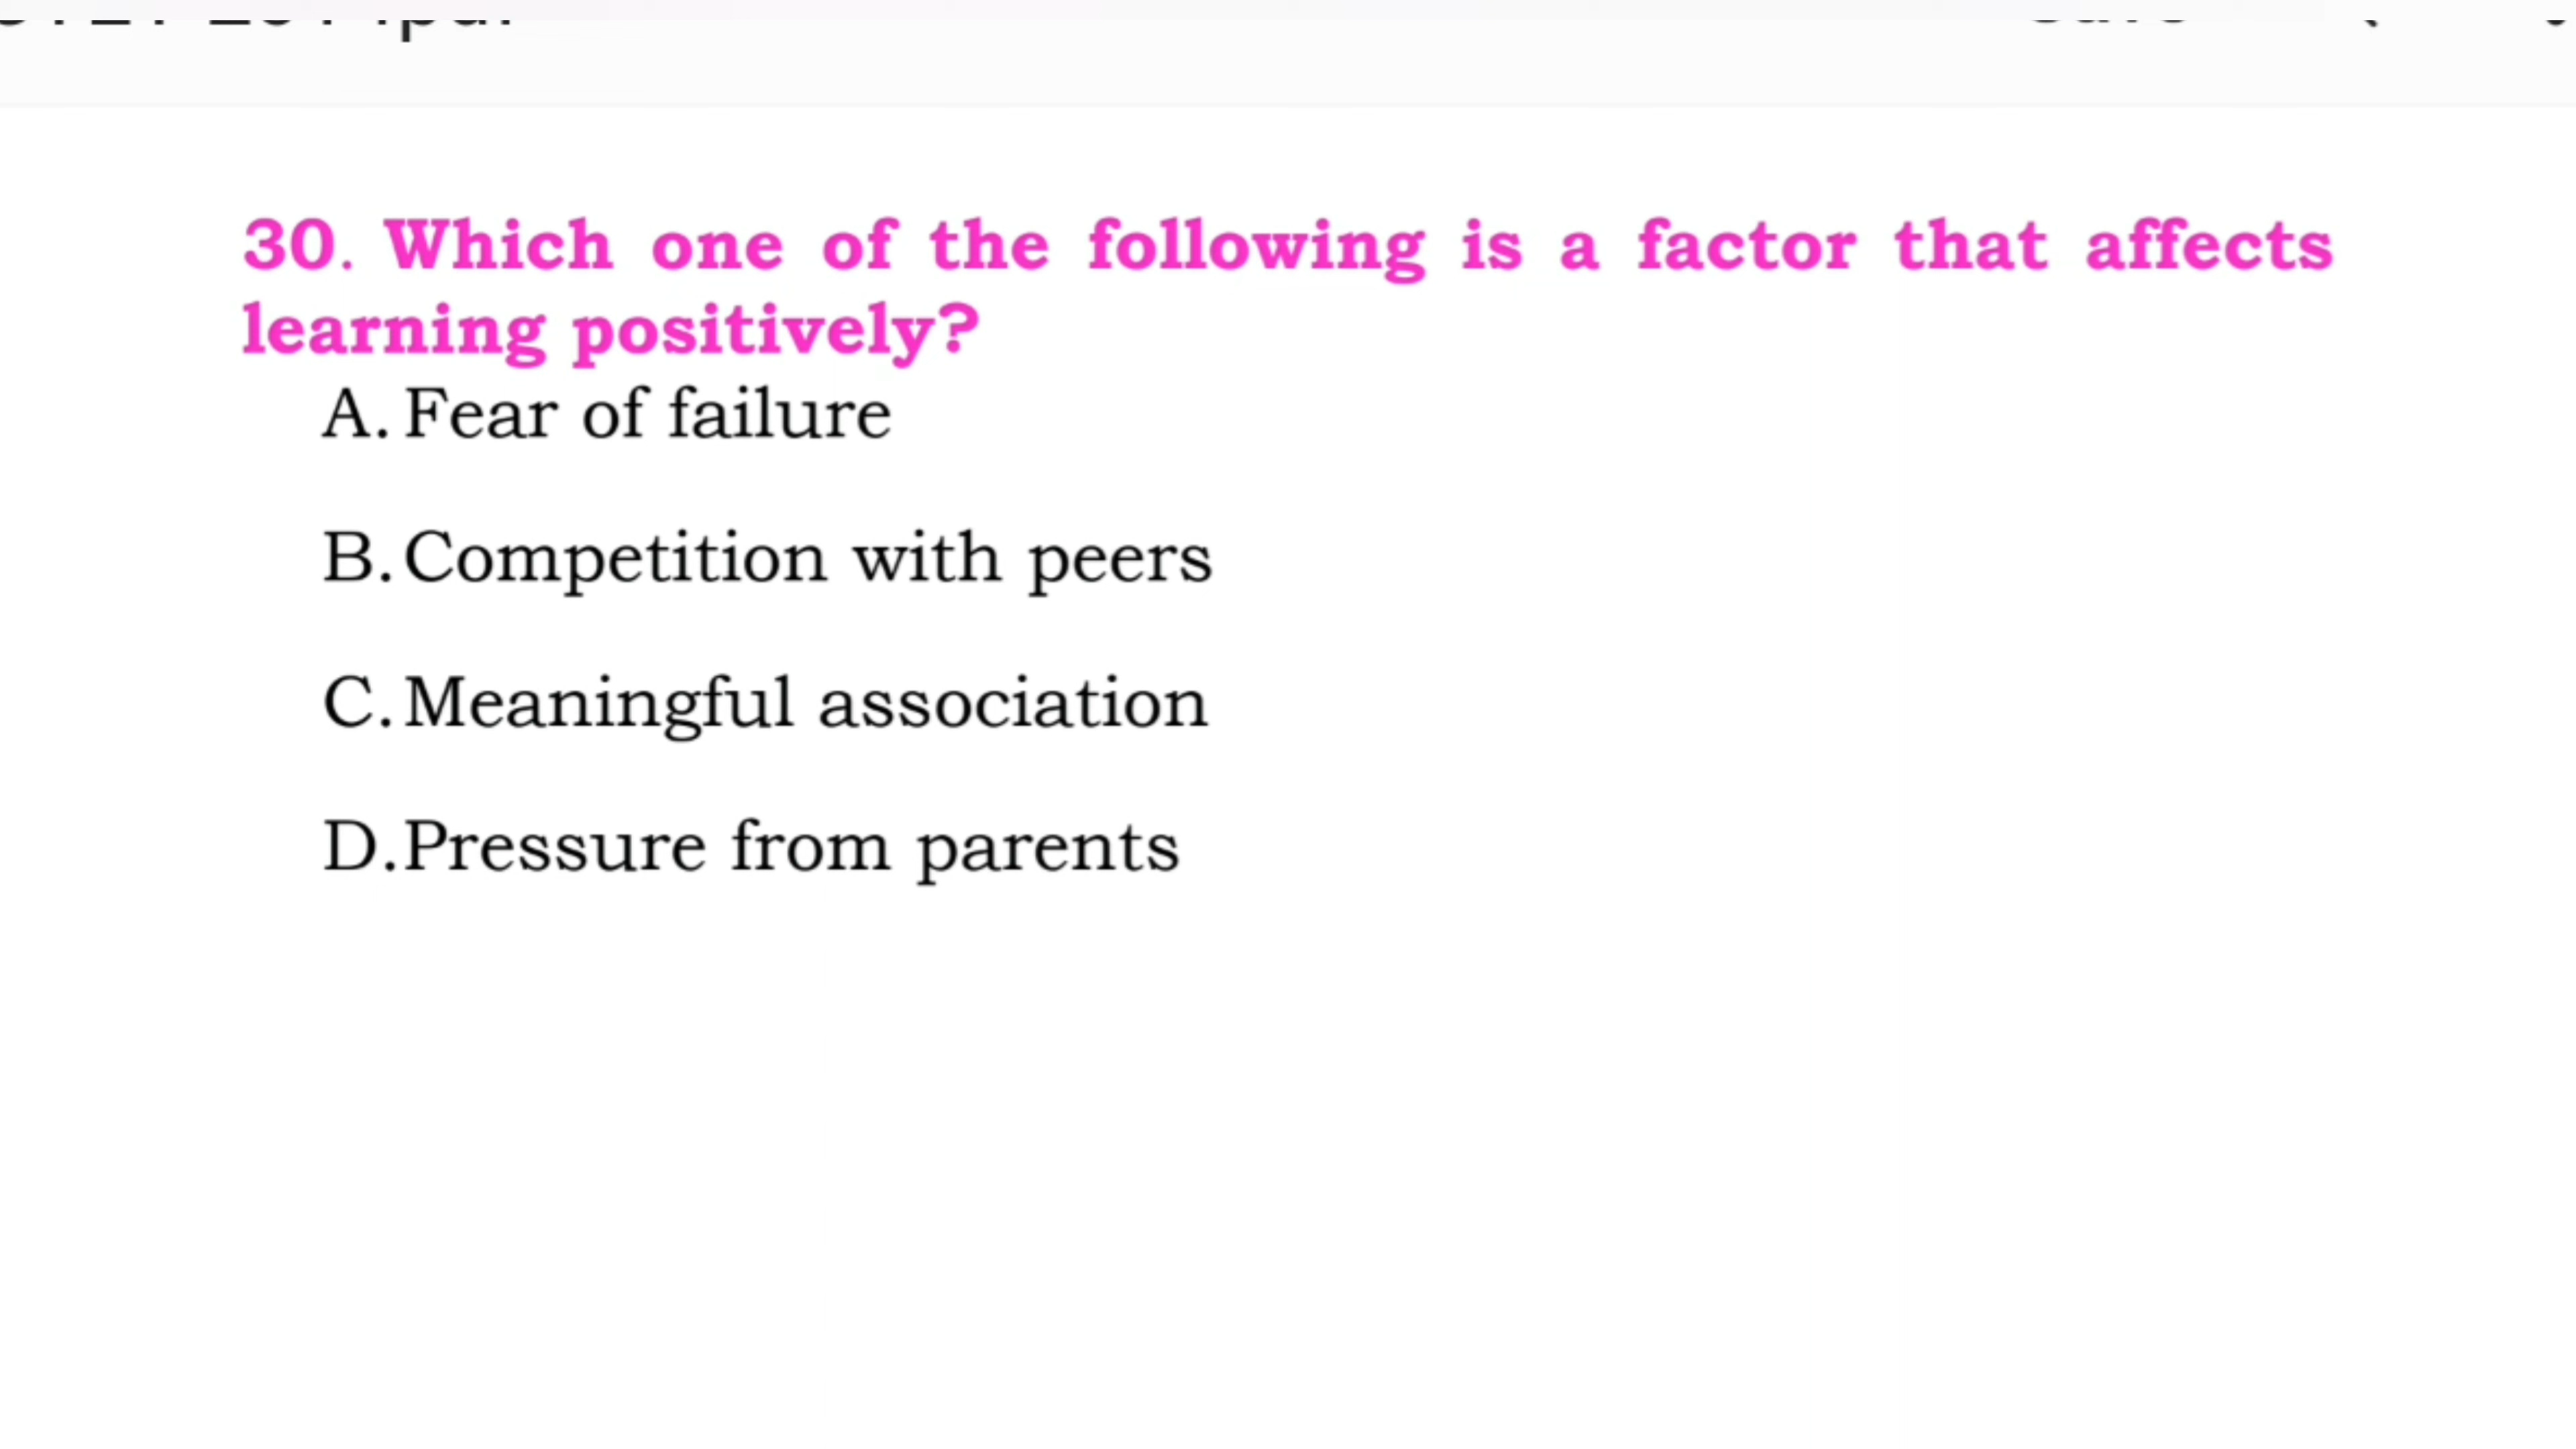 30. Which one of the following is a factor that affects
learning positively?
A. Fear of failure
B. Competition with peers
C. Meaningful association
D. Pressure from parents